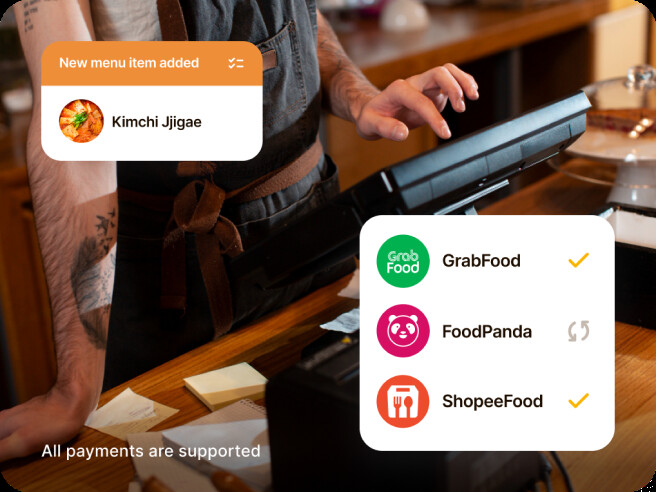 New menu item added
Kimchi Jjigae
Grab
Food
GrabFood
FoodPanda
ShopeeFood
All payments are supported